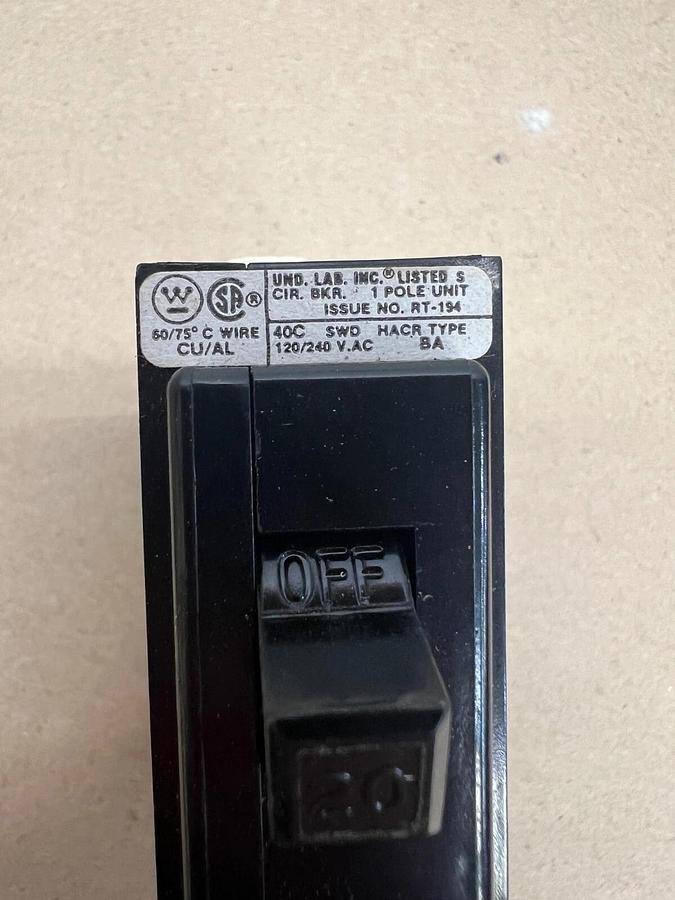 W SA®
60/75° C WIRE
CU/AL
UND. LAB. INC.® LISTED S
CIR. BKR. 1 POLE UNIT
ISSUE NO. RT-194
40C SWD HACR TYPE
120/240 V.AC BA
OFF
20